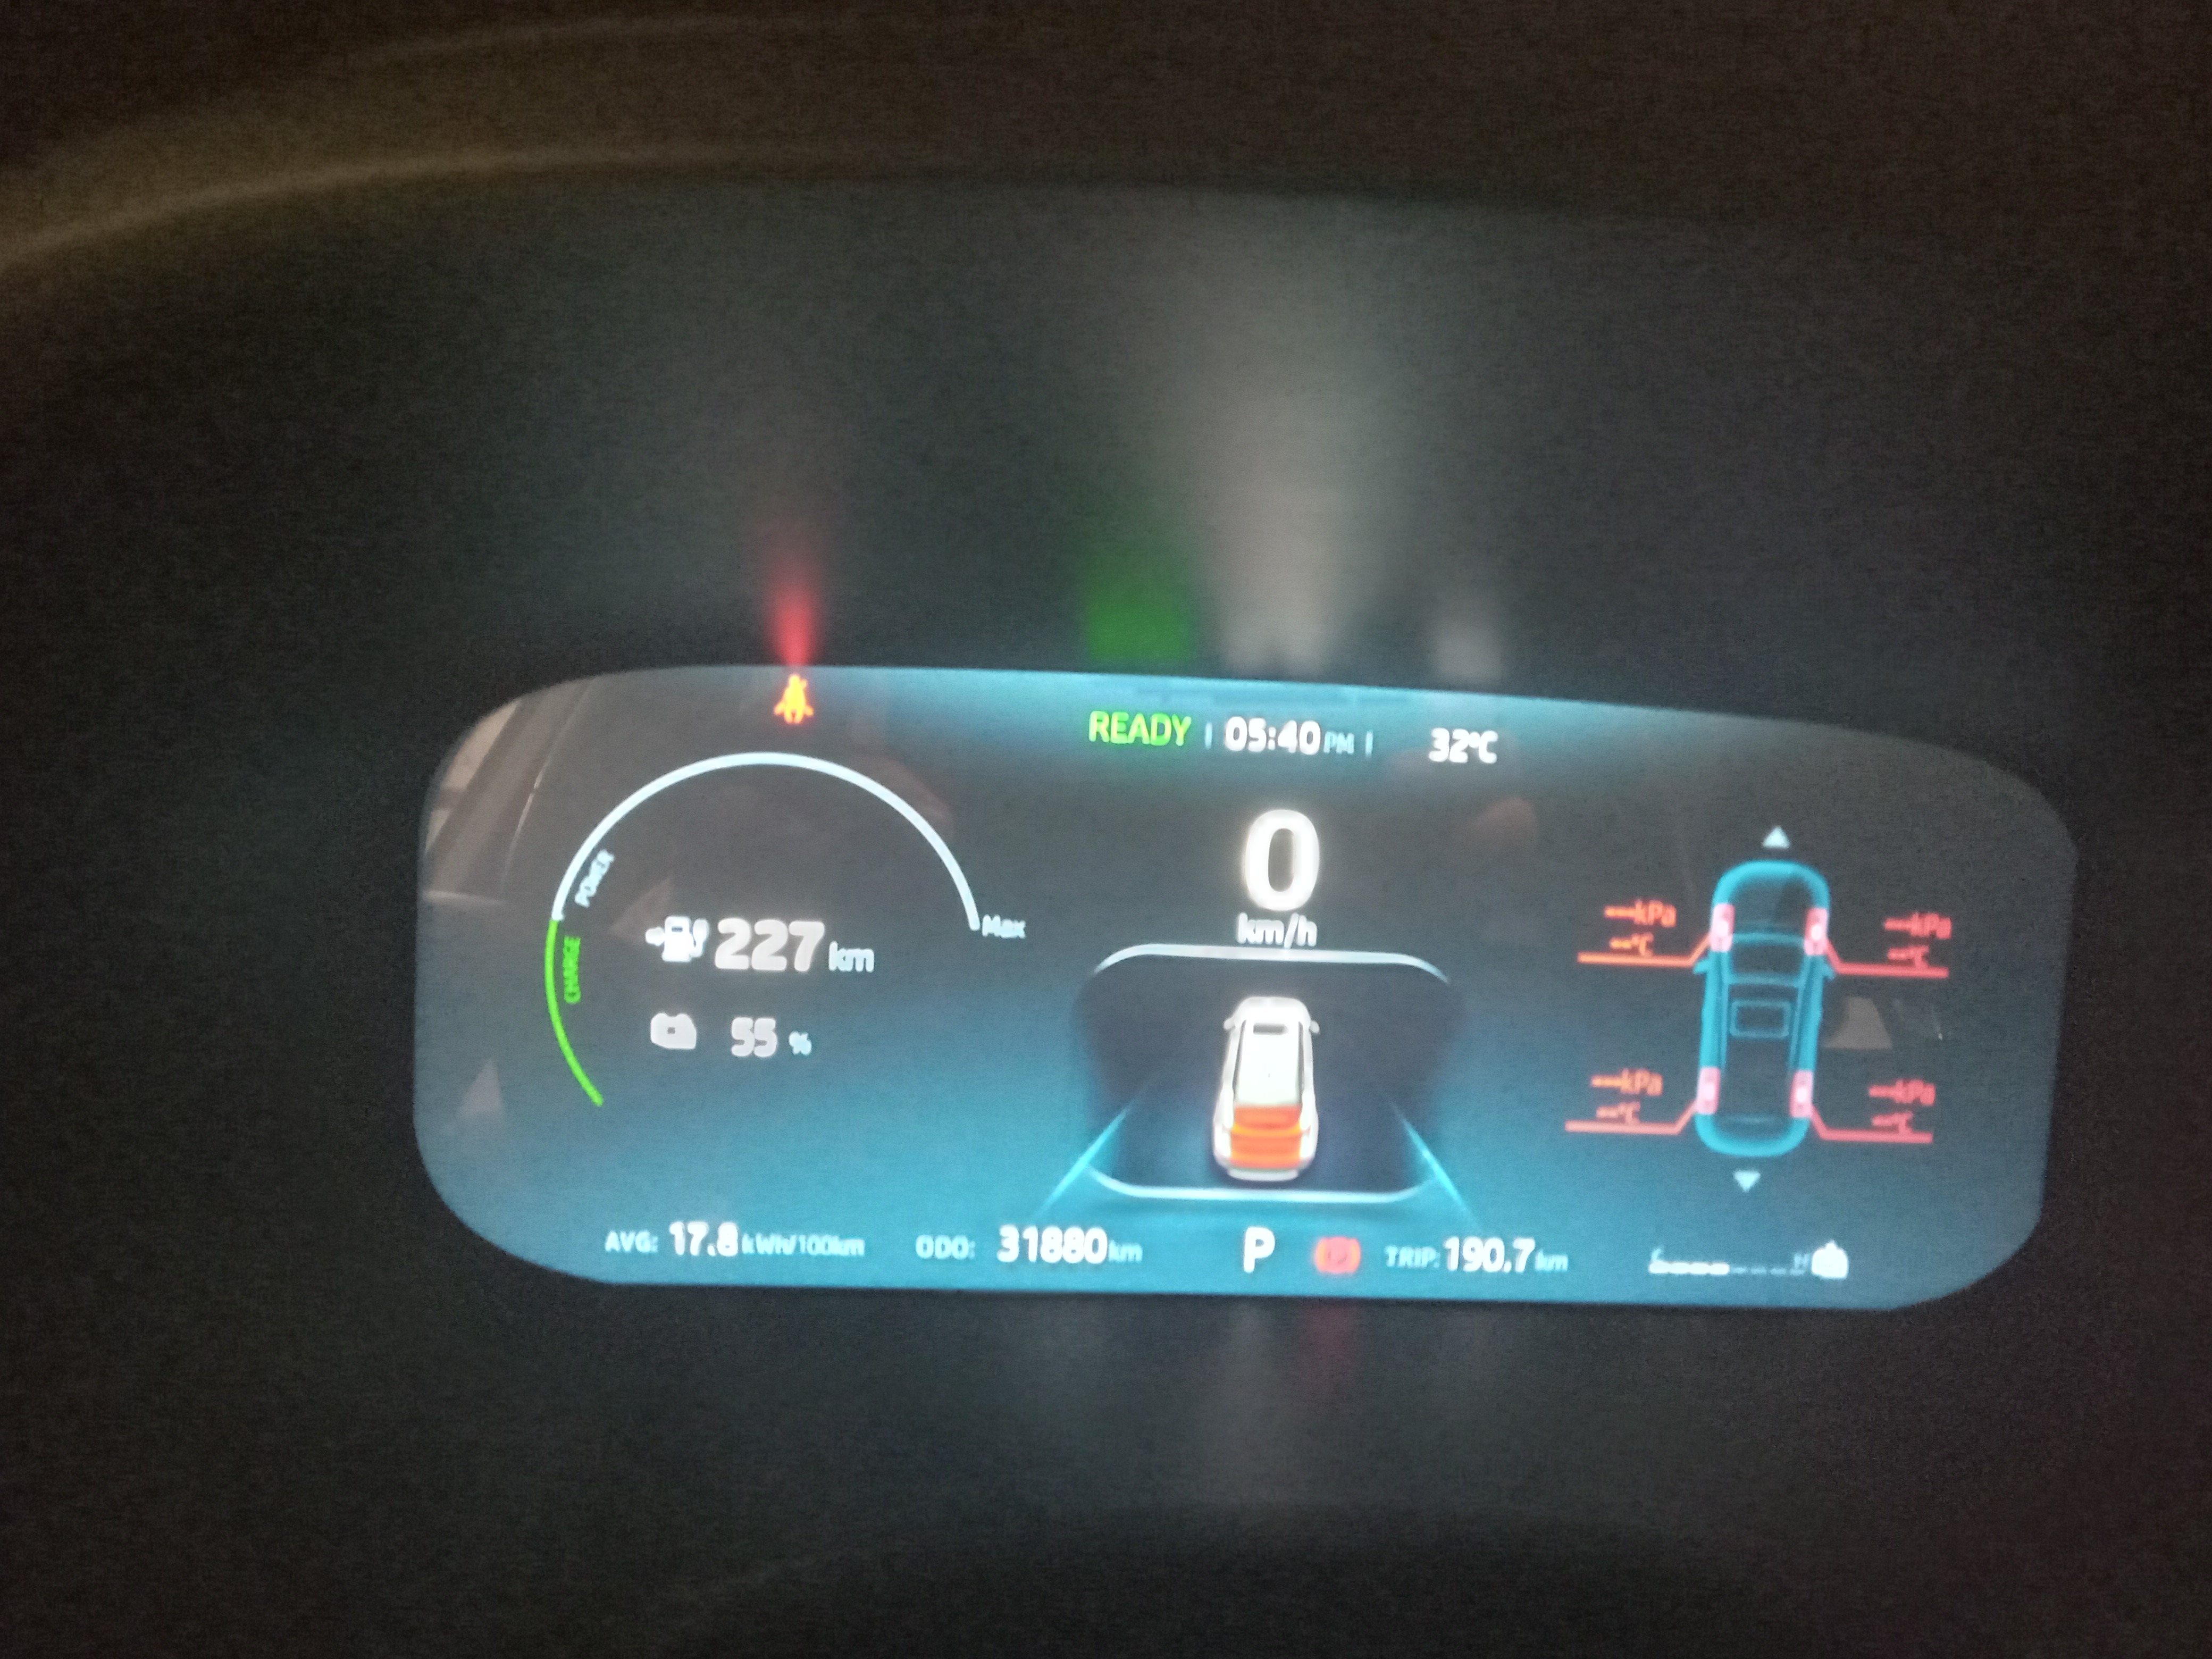 READY | 05:40 PM | 32°C
0
km/h
POWER
CHARGE
Max
227 km
55 %
---kPa
--°C
---kPa
--°C
---kPa
--°C
---kPa
--°C
AVG: 17.8 kWh/100km ODO: 31880 km P TRIP: 190.7 km